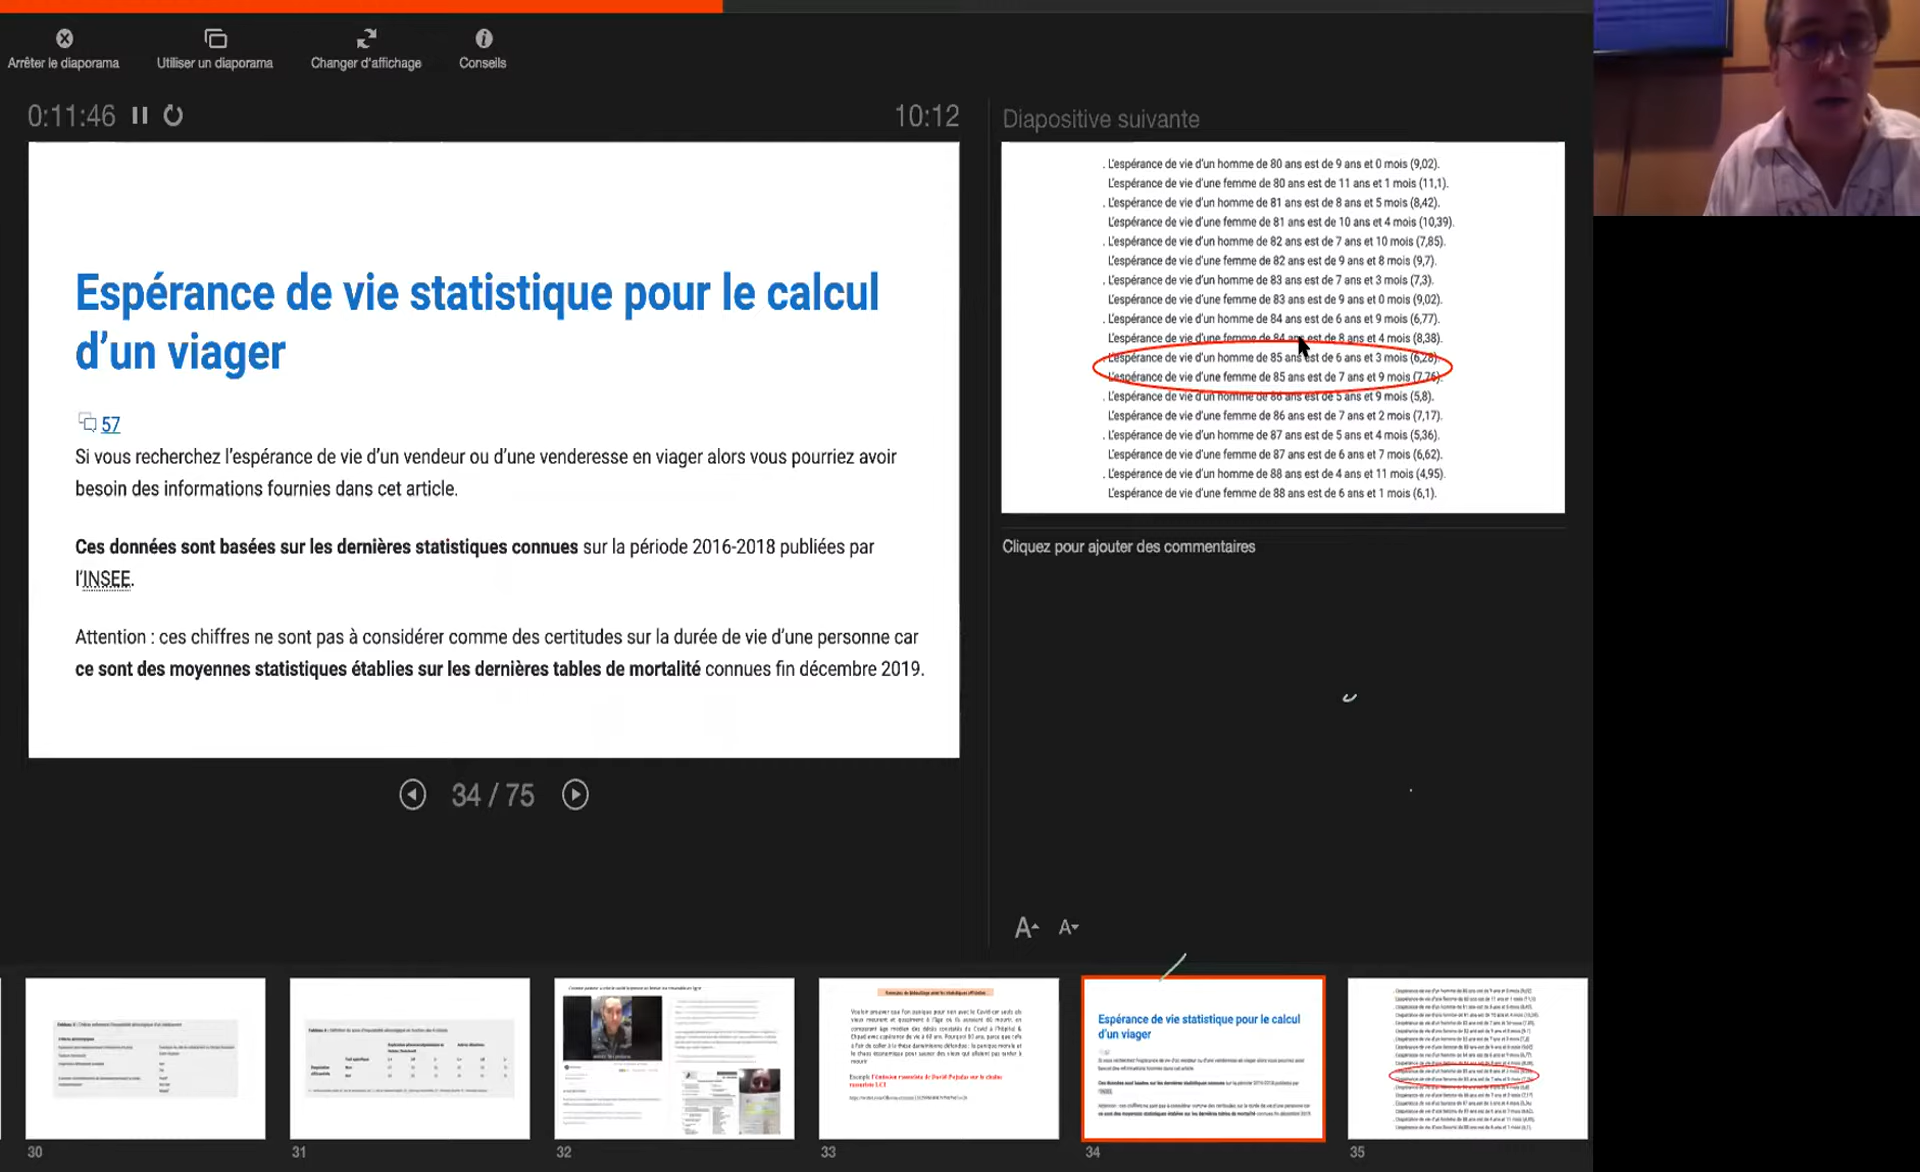 Arrêter le diaporama
Utiliser un diaporama
Changer d'affichage
Conseils
0:11:46
10:12
Espérance de vie statistique pour le calcul
d'un viager
57
Si vous recherchez l'espérance de vie d'un vendeur ou d'une venderesse en viager alors vous pourriez avoir
besoin des informations fournies dans cet article.
Ces données sont basées sur les dernières statistiques connues sur la période 2016-2018 publiées par
l'INSEE.
Attention : ces chiffres ne sont pas à considérer comme des certitudes sur la durée de vie d'une personne car
ce sont des moyennes statistiques établies sur les dernières tables de mortalité connues fin décembre 2019.
34 / 75
Diapositive suivante
. L'espérance de vie d'un homme de 80 ans est de 9 ans et 0 mois (9,02).
L'espérance de vie d'une femme de 80 ans est de 11 ans et 1 mois (11,1).
. L'espérance de vie d'un homme de 81 ans est de 8 ans et 5 mois (8,42).
L'espérance de vie d'une femme de 81 ans est de 10 ans et 4 mois (10,39).
. L'espérance de vie d'un homme de 82 ans est de 7 ans et 10 mois (7,85).
L'espérance de vie d'une femme de 82 ans est de 9 ans et 8 mois (9,7).
. L'espérance de vie d'un homme de 83 ans est de 7 ans et 3 mois (7,3).
L'espérance de vie d'une femme de 83 ans est de 9 ans et 0 mois (9,02).
. L'espérance de vie d'un homme de 84 ans est de 6 ans et 9 mois (6,77).
L'espérance de vie d'une femme de 84 ans est de 8 ans et 4 mois (8,38).
. L'espérance de vie d'un homme de 85 ans est de 6 ans et 3 mois (6,28).
L'espérance de vie d'une femme de 85 ans est de 7 ans et 9 mois (7,76).
. L'espérance de vie d'un homme de 86 ans est de 5 ans et 9 mois (5,8).
L'espérance de vie d'une femme de 86 ans est de 7 ans et 2 mois (7,17).
. L'espérance de vie d'un homme de 87 ans est de 5 ans et 4 mois (5,36).
L'espérance de vie d'une femme de 87 ans est de 6 ans et 7 mois (6,62).
. L'espérance de vie d'un homme de 88 ans est de 4 ans et 11 mois (4,95).
L'espérance de vie d'une femme de 88 ans est de 6 ans et 1 mois (6,1).
Cliquez pour ajouter des commentaires
A A
Espérance de vie statistique pour le calcul
d'un viager
30
31
32
33
34
35